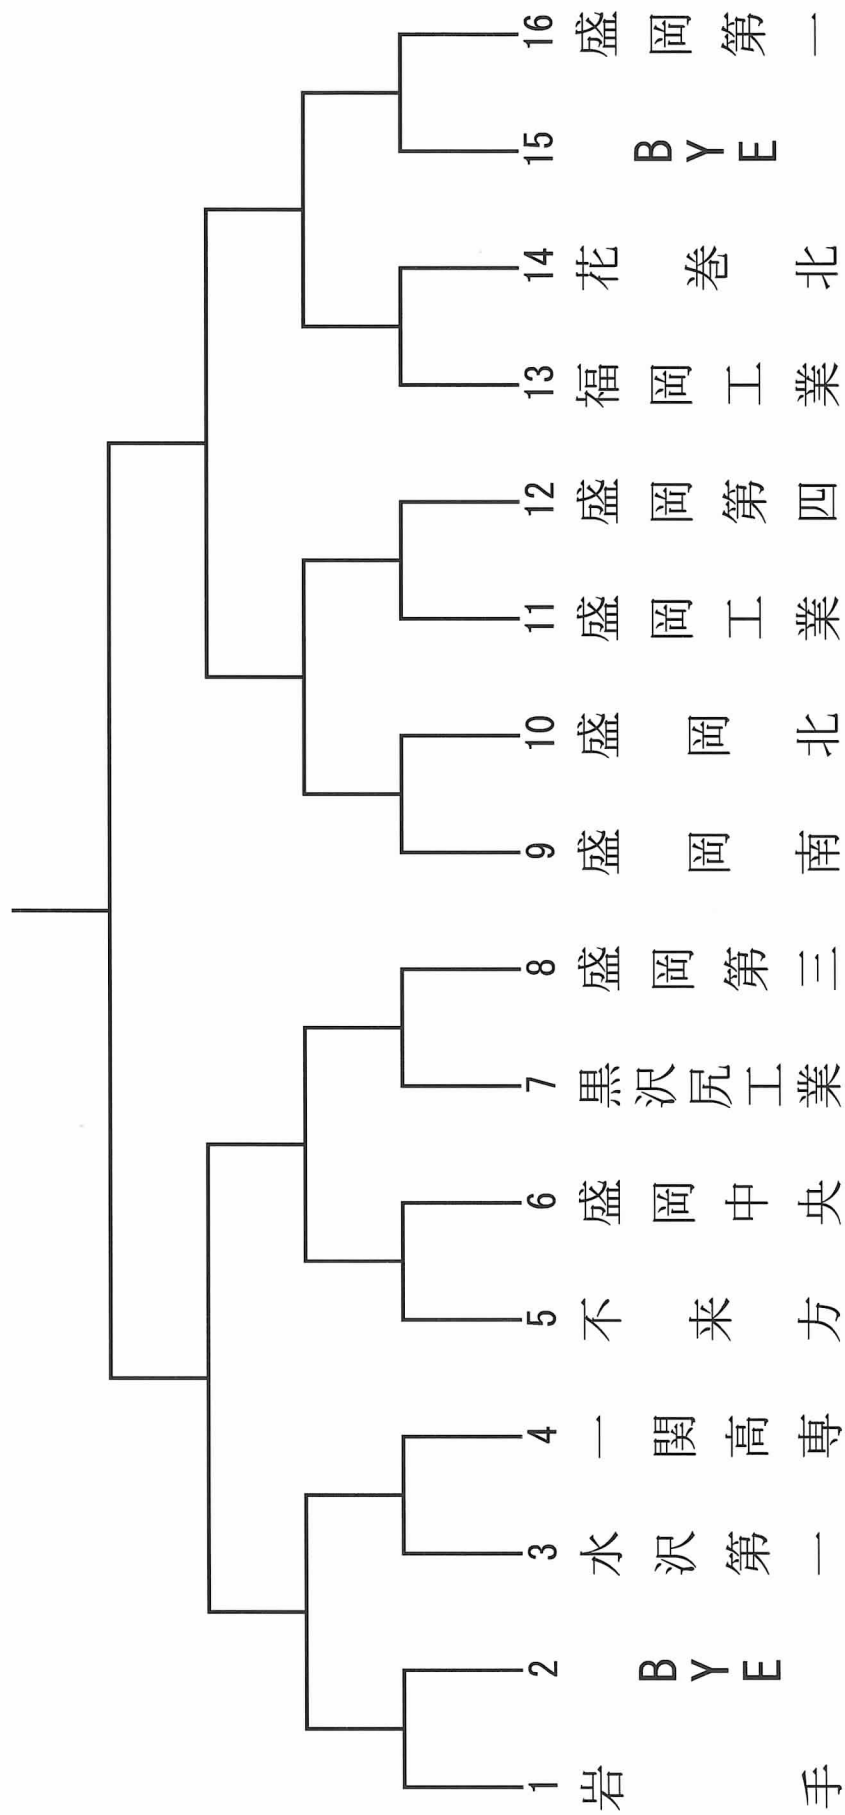 1 岩手
2 BYE
3 水沢第一
4 一関高専
5 不来方
6 盛岡中央
7 黒沢尻工業
8 盛岡第三
9 盛岡南
10 盛岡北
11 盛岡工業
12 盛岡第四
13 福岡工業
14 花巻北
15 BYE
16 盛岡第一